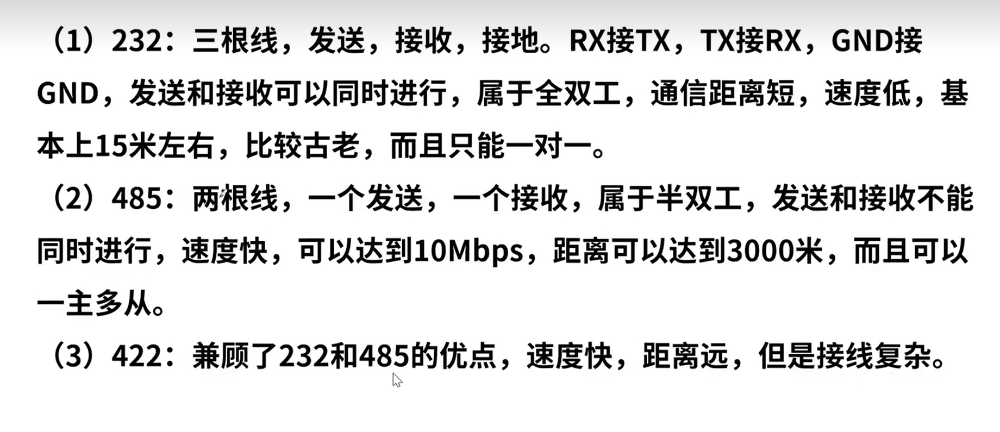 （1）232：三根线，发送，接收，接地。RX接TX，TX接RX，GND接
GND，发送和接收可以同时进行，属于全双工，通信距离短，速度低，基
本上15米左右，比较古老，而且只能一对一。
（2）485：两根线，一个发送，一个接收，属于半双工，发送和接收不能
同时进行，速度快，可以达到10Mbps，距离可以达到3000米，而且可以
一主多从。
（3）422：兼顾了232和485的优点，速度快，距离远，但是接线复杂。